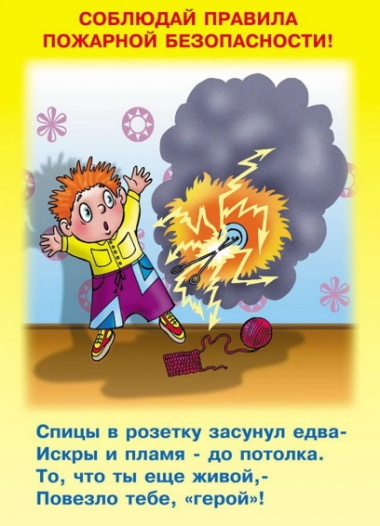 СОБЛЮДАЙ ПРАВИЛА
ПОЖАРНОЙ БЕЗОПАСНОСТИ!
Спицы в розетку засунул едва-
Искры и пламя - до потолка.
То, что ты еще живой,-
Повезло тебе, «герой»!